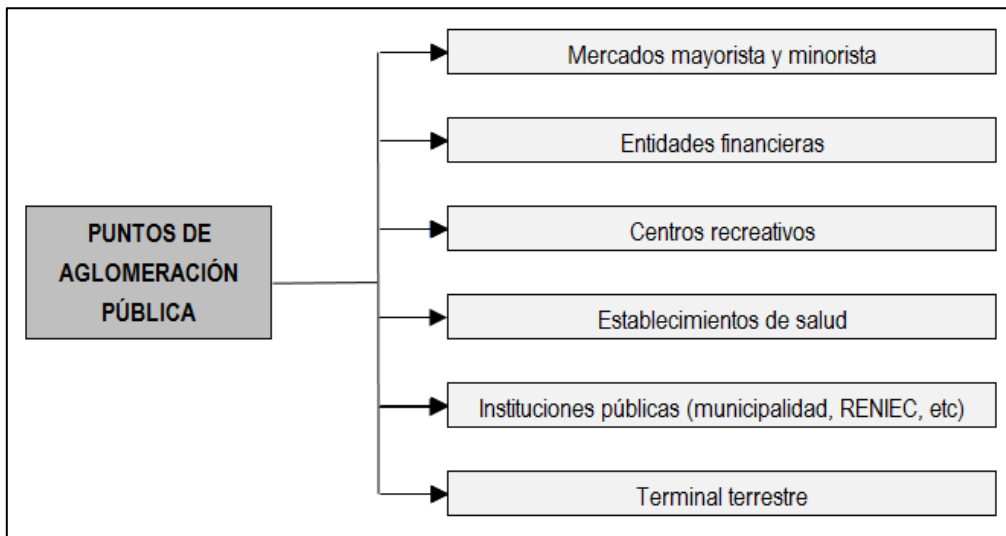 Mercados mayorista y minorista
Entidades financieras
PUNTOS DE
AGLOMERACIÓN
PÚBLICA
Centros recreativos
Establecimientos de salud
Instituciones públicas (municipalidad, RENIEC, etc)
Terminal terrestre